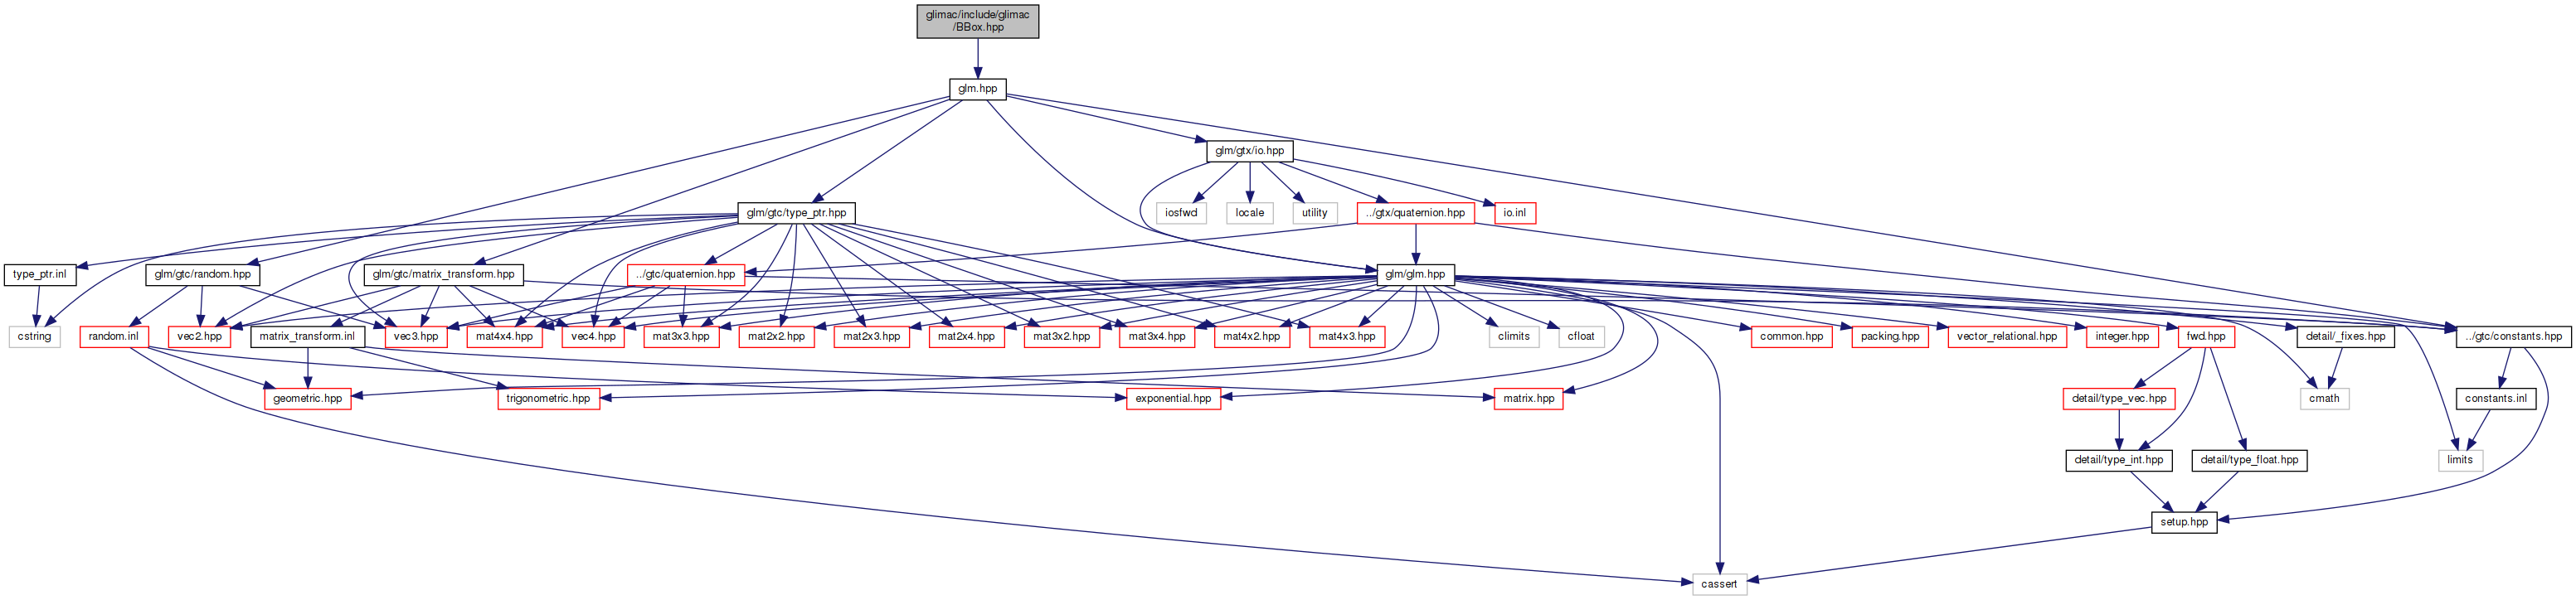 glimac/include/glimac
/BBox.hpp
glm.hpp
glm/gtx/io.hpp
glm/gtc/type_ptr.hpp
iosfwd
locale
utility
../gtx/quaternion.hpp
io.inl
type_ptr.inl
glm/gtc/random.hpp
glm/gtc/matrix_transform.hpp
../gtc/quaternion.hpp
glm/glm.hpp
cstring
random.inl
vec2.hpp
matrix_transform.inl
vec3.hpp
mat4x4.hpp
vec4.hpp
mat3x3.hpp
mat2x2.hpp
mat2x3.hpp
mat2x4.hpp
mat3x2.hpp
mat3x4.hpp
mat4x2.hpp
mat4x3.hpp
climits
cfloat
common.hpp
packing.hpp
vector_relational.hpp
integer.hpp
fwd.hpp
detail/_fixes.hpp
../gtc/constants.hpp
geometric.hpp
trigonometric.hpp
exponential.hpp
matrix.hpp
detail/type_vec.hpp
cmath
constants.inl
detail/type_int.hpp
detail/type_float.hpp
limits
setup.hpp
cassert